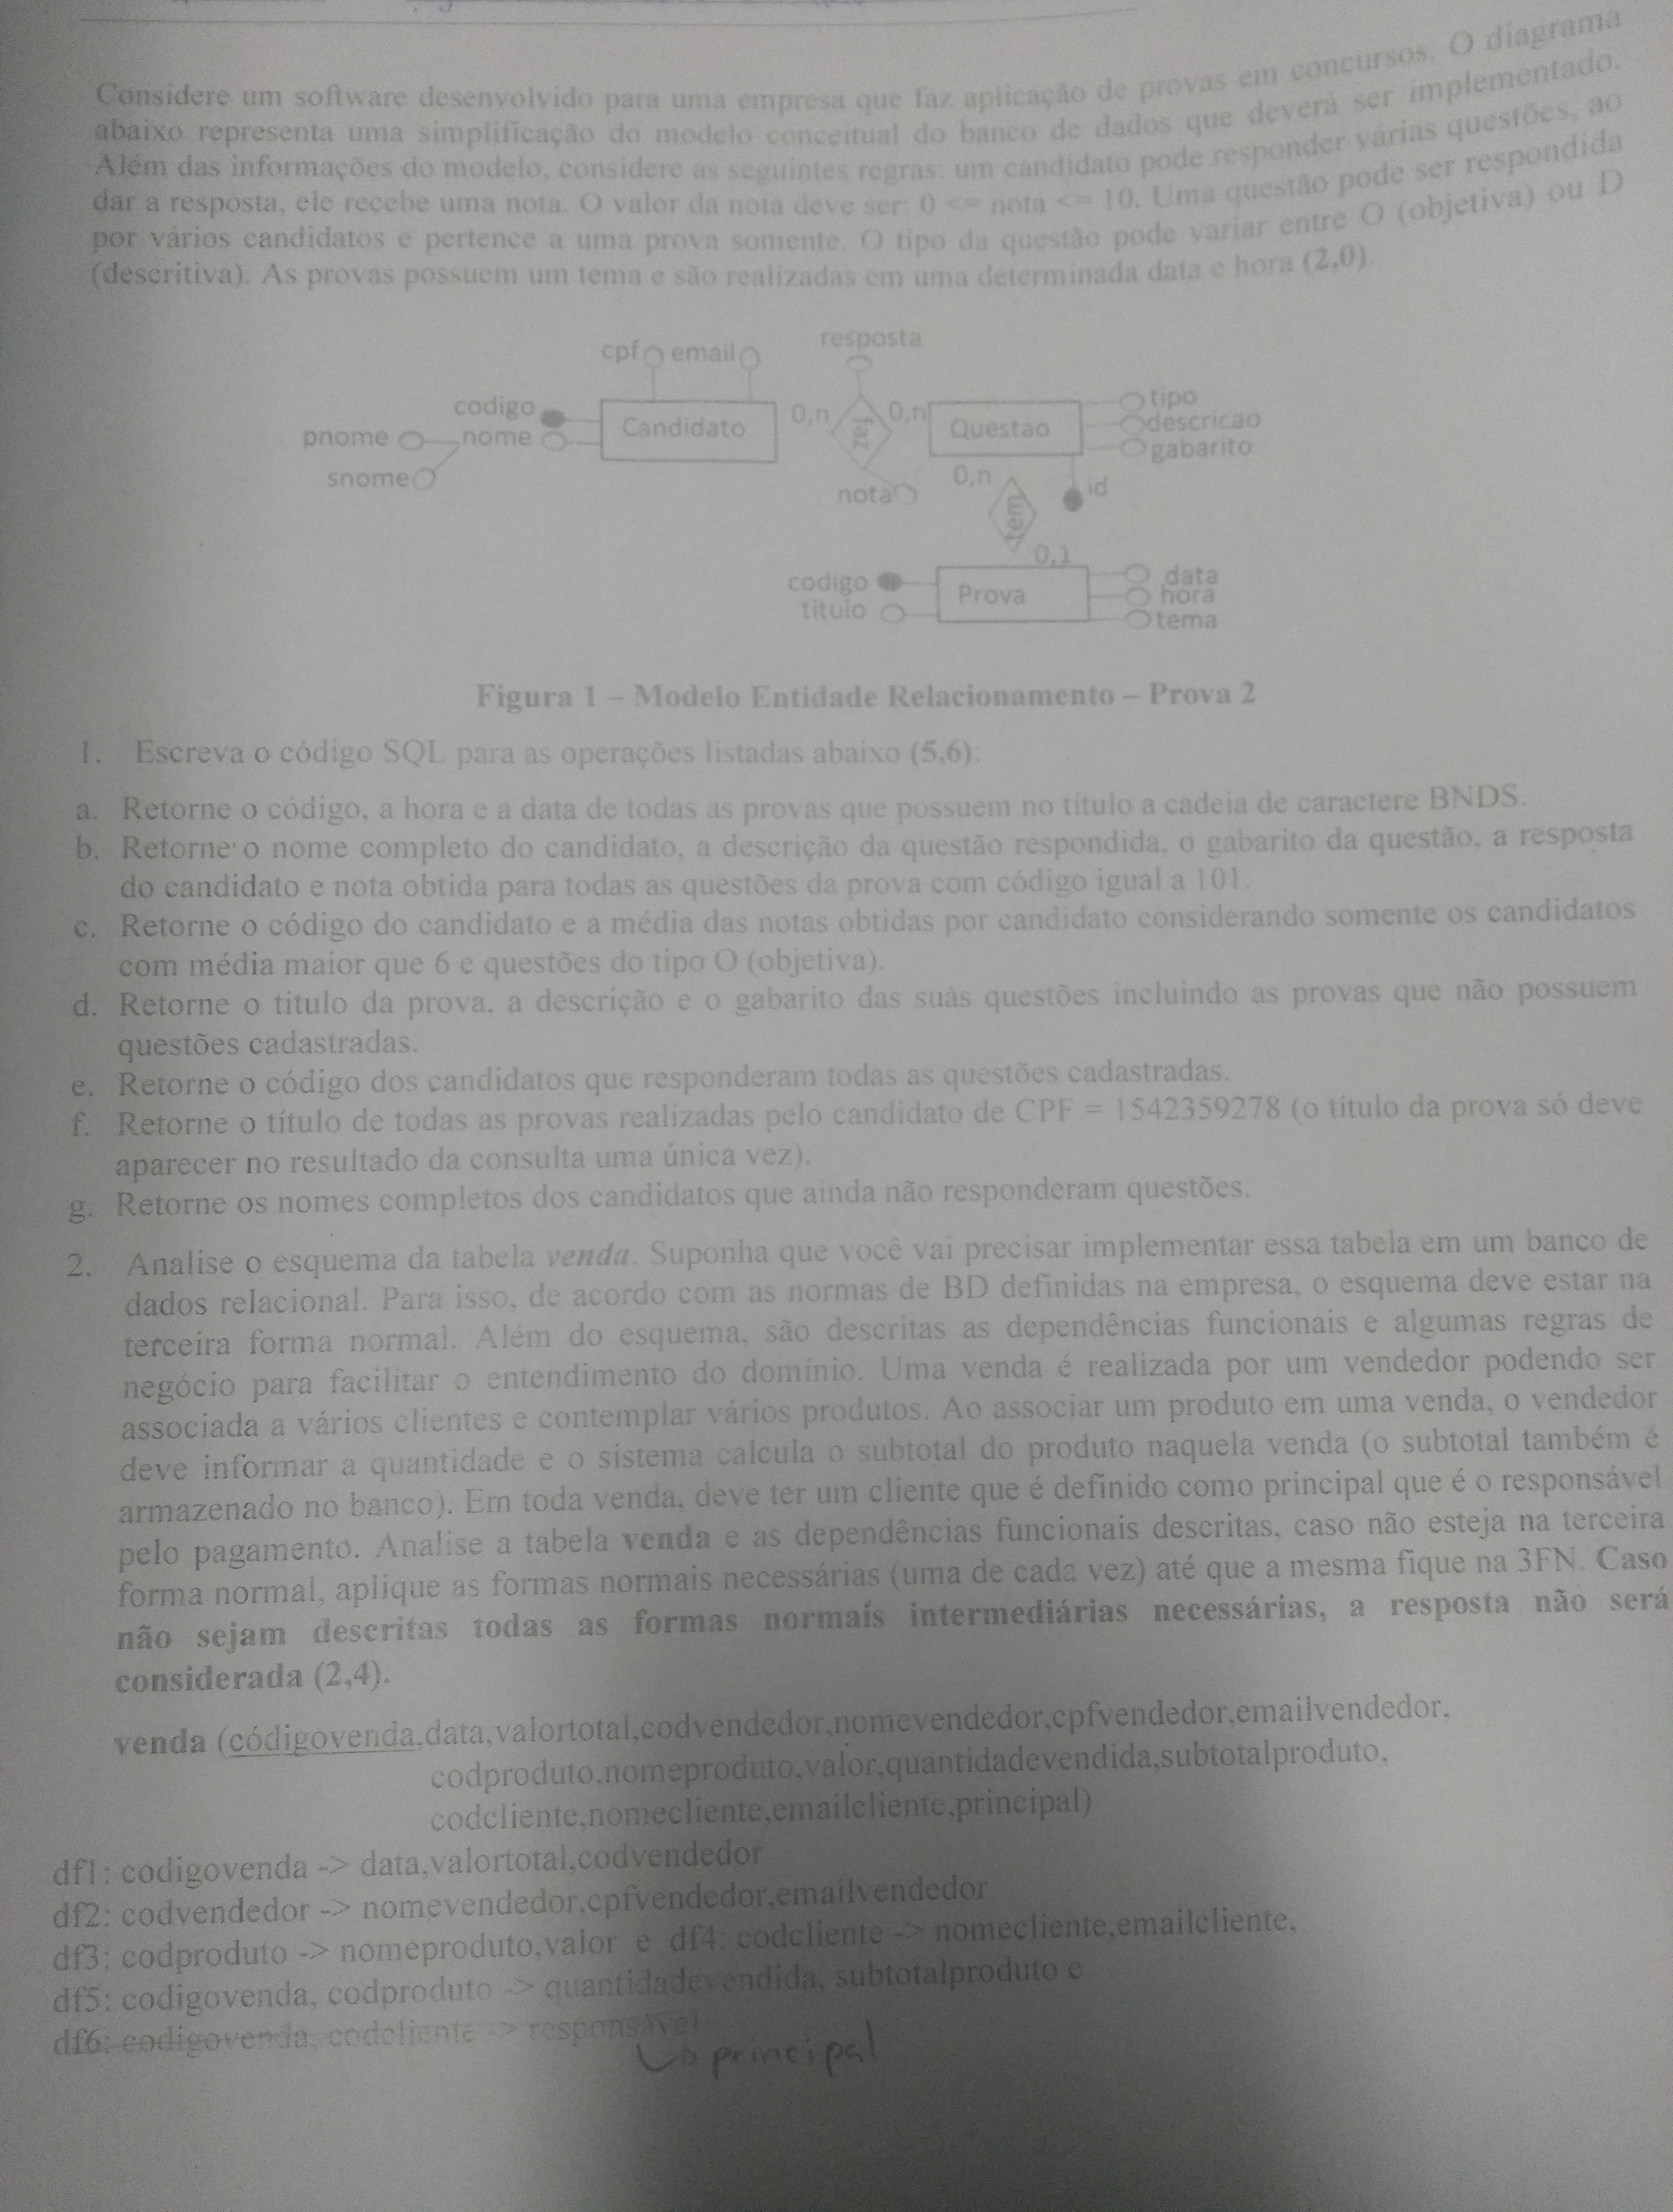 Considere um software desenvolvido para uma empresa que faz aplicação de provas em concursos. O diagrama
abaixo representa uma simplificação do modelo conceitual do banco de dados que deverá ser implementado.
Além das informações do modelo, considere as seguintes regras: um candidato pode responder várias questões, ao
dar a resposta, ele recebe uma nota. O valor da nota deve ser: 0 <= nota <= 10. Uma questão pode ser respondida
por vários candidatos e pertence a uma prova somente. O tipo da questão pode variar entre O (objetiva) ou D
(descritiva). As provas possuem um tema e são realizadas em uma determinada data e hora (2,0).
resposta
cpf email
codigo
pnome nome
snome
Candidato
0,n
faz
0,n
Questao
tipo
descricao
gabarito
nota
0,n
id
tem
0,1
codigo
titulo
Prova
data
hora
tema
Figura 1 – Modelo Entidade Relacionamento – Prova 2
1. Escreva o código SQL para as operações listadas abaixo (5,6):
a. Retorne o código, a hora e a data de todas as provas que possuem no título a cadeia de caractere BNDS.
b. Retorne o nome completo do candidato, a descrição da questão respondida, o gabarito da questão, a resposta
do candidato e nota obtida para todas as questões da prova com código igual a 101.
c. Retorne o código do candidato e a média das notas obtidas por candidato considerando somente os candidatos
com média maior que 6 e questões do tipo O (objetiva).
d. Retorne o titulo da prova, a descrição e o gabarito das suas questões incluindo as provas que não possuem
questões cadastradas.
e. Retorne o código dos candidatos que responderam todas as questões cadastradas.
f. Retorne o título de todas as provas realizadas pelo candidato de CPF = 1542359278 (o título da prova só deve
aparecer no resultado da consulta uma única vez).
g. Retorne os nomes completos dos candidatos que ainda não responderam questões.
2. Analise o esquema da tabela venda. Suponha que você vai precisar implementar essa tabela em um banco de
dados relacional. Para isso, de acordo com as normas de BD definidas na empresa, o esquema deve estar na
terceira forma normal. Além do esquema, são descritas as dependências funcionais e algumas regras de
negócio para facilitar o entendimento do domínio. Uma venda é realizada por um vendedor podendo ser
associada a vários clientes e contemplar vários produtos. Ao associar um produto em uma venda, o vendedor
deve informar a quantidade e o sistema calcula o subtotal do produto naquela venda (o subtotal também é
armazenado no banco). Em toda venda, deve ter um cliente que é definido como principal que é o responsável
pelo pagamento. Analise a tabela venda e as dependências funcionais descritas, caso não esteja na terceira
forma normal, aplique as formas normais necessárias (uma de cada vez) até que a mesma fique na 3FN. Caso
não sejam descritas todas as formas normais intermediárias necessárias, a resposta não será
considerada (2,4).
venda (códigovenda,data,valortotal,codvendedor,nomevendedor,cpfvendedor,emailvendedor,
codproduto,nomeproduto,valor,quantidadevendida,subtotalproduto,
codcliente,nomecliente,emailcliente,principal)
df1: codigovenda -> data,valortotal,codvendedor
df2: codvendedor -> nomevendedor,cpfvendedor,emailvendedor
df3: codproduto -> nomeproduto,valor e df4: codcliente -> nomecliente,emailcliente,
df5: codigovenda, codproduto -> quantidadevendida, subtotalproduto e
df6: codigovenda, codcliente -> responsável
principal